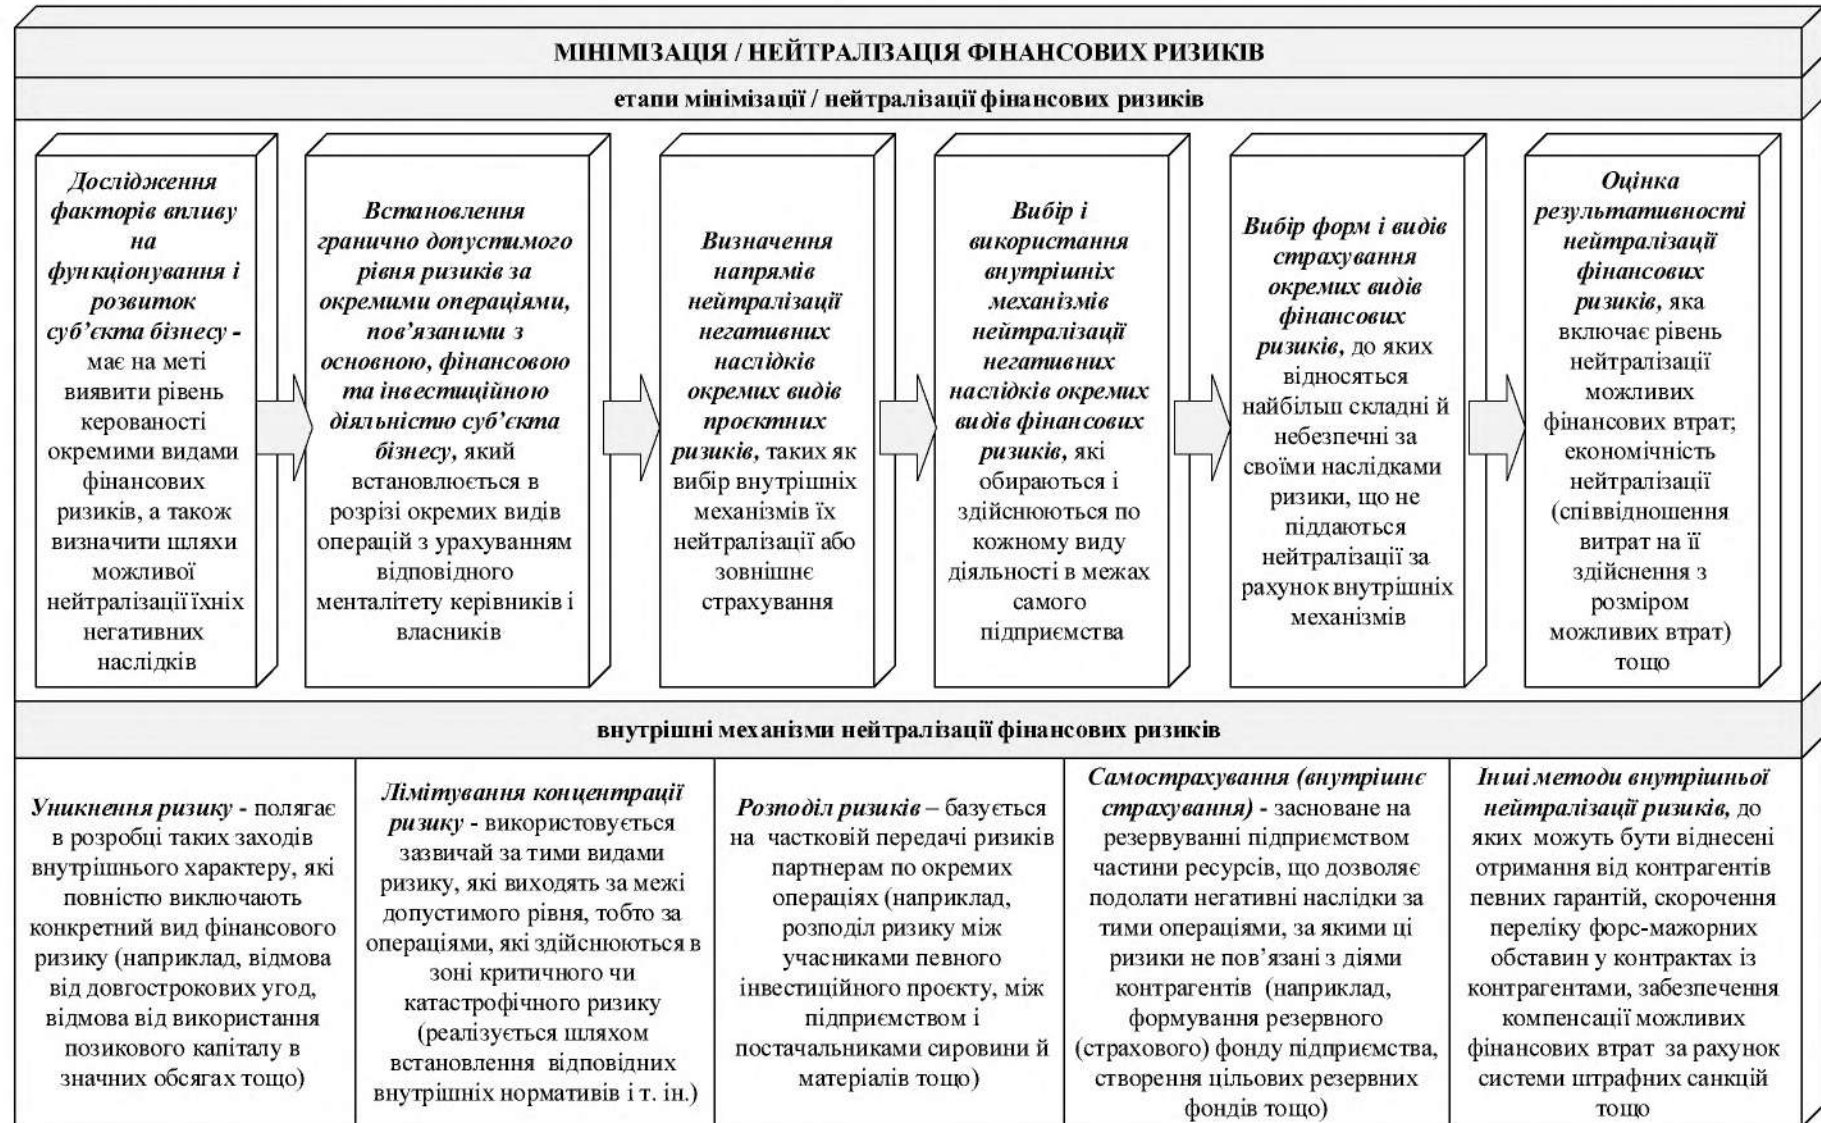 МІНІМІЗАЦІЯ / НЕЙТРАЛІЗАЦІЯ ФІНАНСОВИХ РИЗИКІВ
етапи мінімізації / нейтралізації фінансових ризиків
Дослідження
факторів впливу
на
функціонування і
розвиток
суб’єкта бізнесу -
має на меті
виявити рівень
керованості
окремими видами
фінансових
ризиків, а також
визначити шляхи
можливої
нейтралізації їхніх
негативних
наслідків
Встановлення
гранично допустимого
рівня ризиків за
окремими операціями,
пов’язаними з
основною, фінансовою
та інвестиційною
діяльністю суб’єкта
бізнесу, який
встановлюється в
розрізі окремих видів
операцій з урахуванням
відповідного
менталітету керівників і
власників
Визначення
напрямів
нейтралізації
негативних
наслідків
окремих видів
проєктних
ризиків, таких як
вибір внутрішніх
механізмів їх
нейтралізації або
зовнішнє
страхування
Вибір і
використання
внутрішніх
механізмів
нейтралізації
негативних
наслідків окремих
видів фінансових
ризиків, які
обираються і
здійснюються по
кожному виду
діяльності в межах
самого
підприємства
Вибір форм і видів
страхування
окремих видів
фінансових
ризиків, до яких
відносяться
найбільш складні й
небезпечні за
своїми наслідками
ризики, що не
піддаються
нейтралізації за
рахунок внутрішніх
механізмів
Оцінка
результативності
нейтралізації
фінансових
ризиків, яка
включає рівень
нейтралізації
можливих
фінансових втрат;
економічність
нейтралізації
(співвідношення
витрат на її
здійснення з
розміром
можливих втрат)
тощо
внутрішні механізми нейтралізації фінансових ризиків
Уникнення ризику - полягає
в розробці таких заходів
внутрішнього характеру, які
повністю виключають
конкретний вид фінансового
ризику (наприклад, відмова
від довгострокових угод,
відмова від використання
позикового капіталу в
значних обсягах тощо)
Лімітування концентрації
ризику - використовується
зазвичай за тими видами
ризику, які виходять за межі
допустимого рівня, тобто за
операціями, які здійснюються в
зоні критичного чи
катастрофічного ризику
(реалізується шляхом
встановлення відповідних
внутрішніх нормативів і т. ін.)
Розподіл ризиків – базується
на частковій передачі ризиків
партнерам по окремих
операціях (наприклад,
розподіл ризику між
учасниками певного
інвестиційного проєкту, між
підприємством і
постачальниками сировини й
матеріалів тощо)
Самострахування (внутрішнє
страхування) - засноване на
резервуванні підприємством
частини ресурсів, що дозволяє
подолати негативні наслідки за
тими операціями, за якими ці
ризики не пов’язані з діями
контрагентів (наприклад,
формування резервного
(страхового) фонду підприємства,
створення цільових резервних
фондів тощо)
Інші методи внутрішньої
нейтралізації ризиків, до
яких можуть бути віднесені
отримання від контрагентів
певних гарантій, скорочення
переліку форс-мажорних
обставин у контрактах із
контрагентами, забезпечення
компенсації можливих
фінансових втрат за рахунок
системи штрафних санкцій
тощо